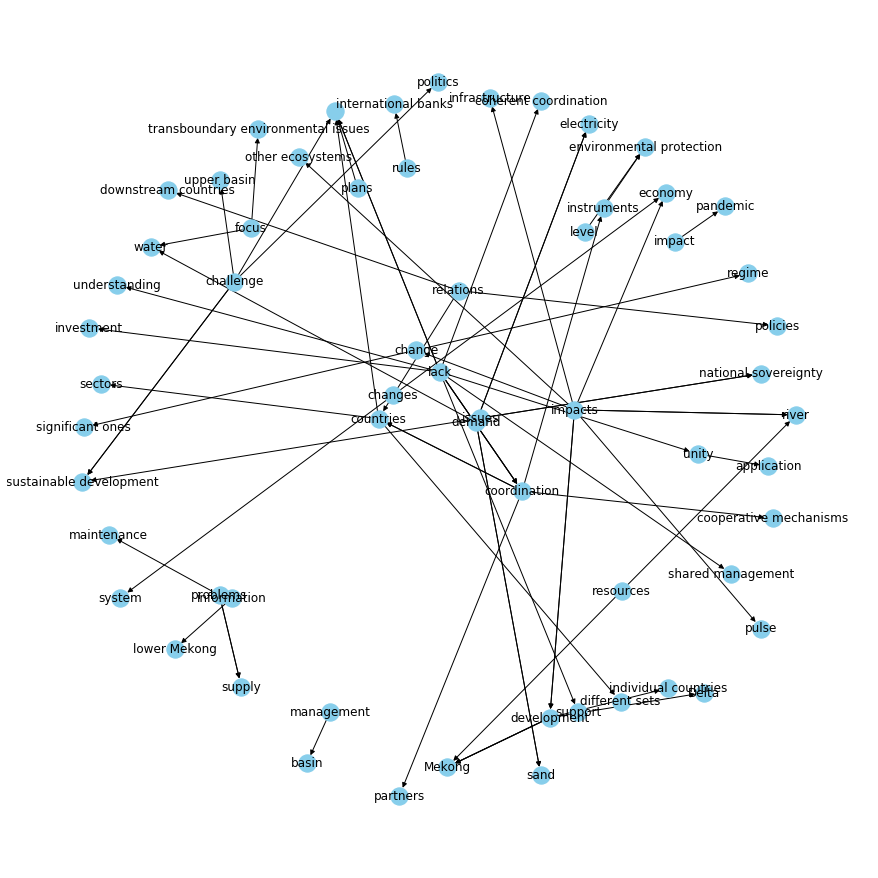 politics
international banks
infrastructure
coherent coordination
transboundary environmental issues
electricity
environmental protection
other ecosystems
rules
upper basin
downstream countries
plans
economy
pandemic
instruments
focus
level
impact
water
understanding
challenge
relations
regime
investment
policies
change
lack
national sovereignty
sectors
changes
countries
issues
demand
impacts
river
significant ones
unity
application
sustainable development
coordination
cooperative mechanisms
maintenance
shared management
system
problems
information
resources
pulse
lower Mekong
supply
individual countries
delta
different sets
management
support
development
basin
Mekong
sand
partners